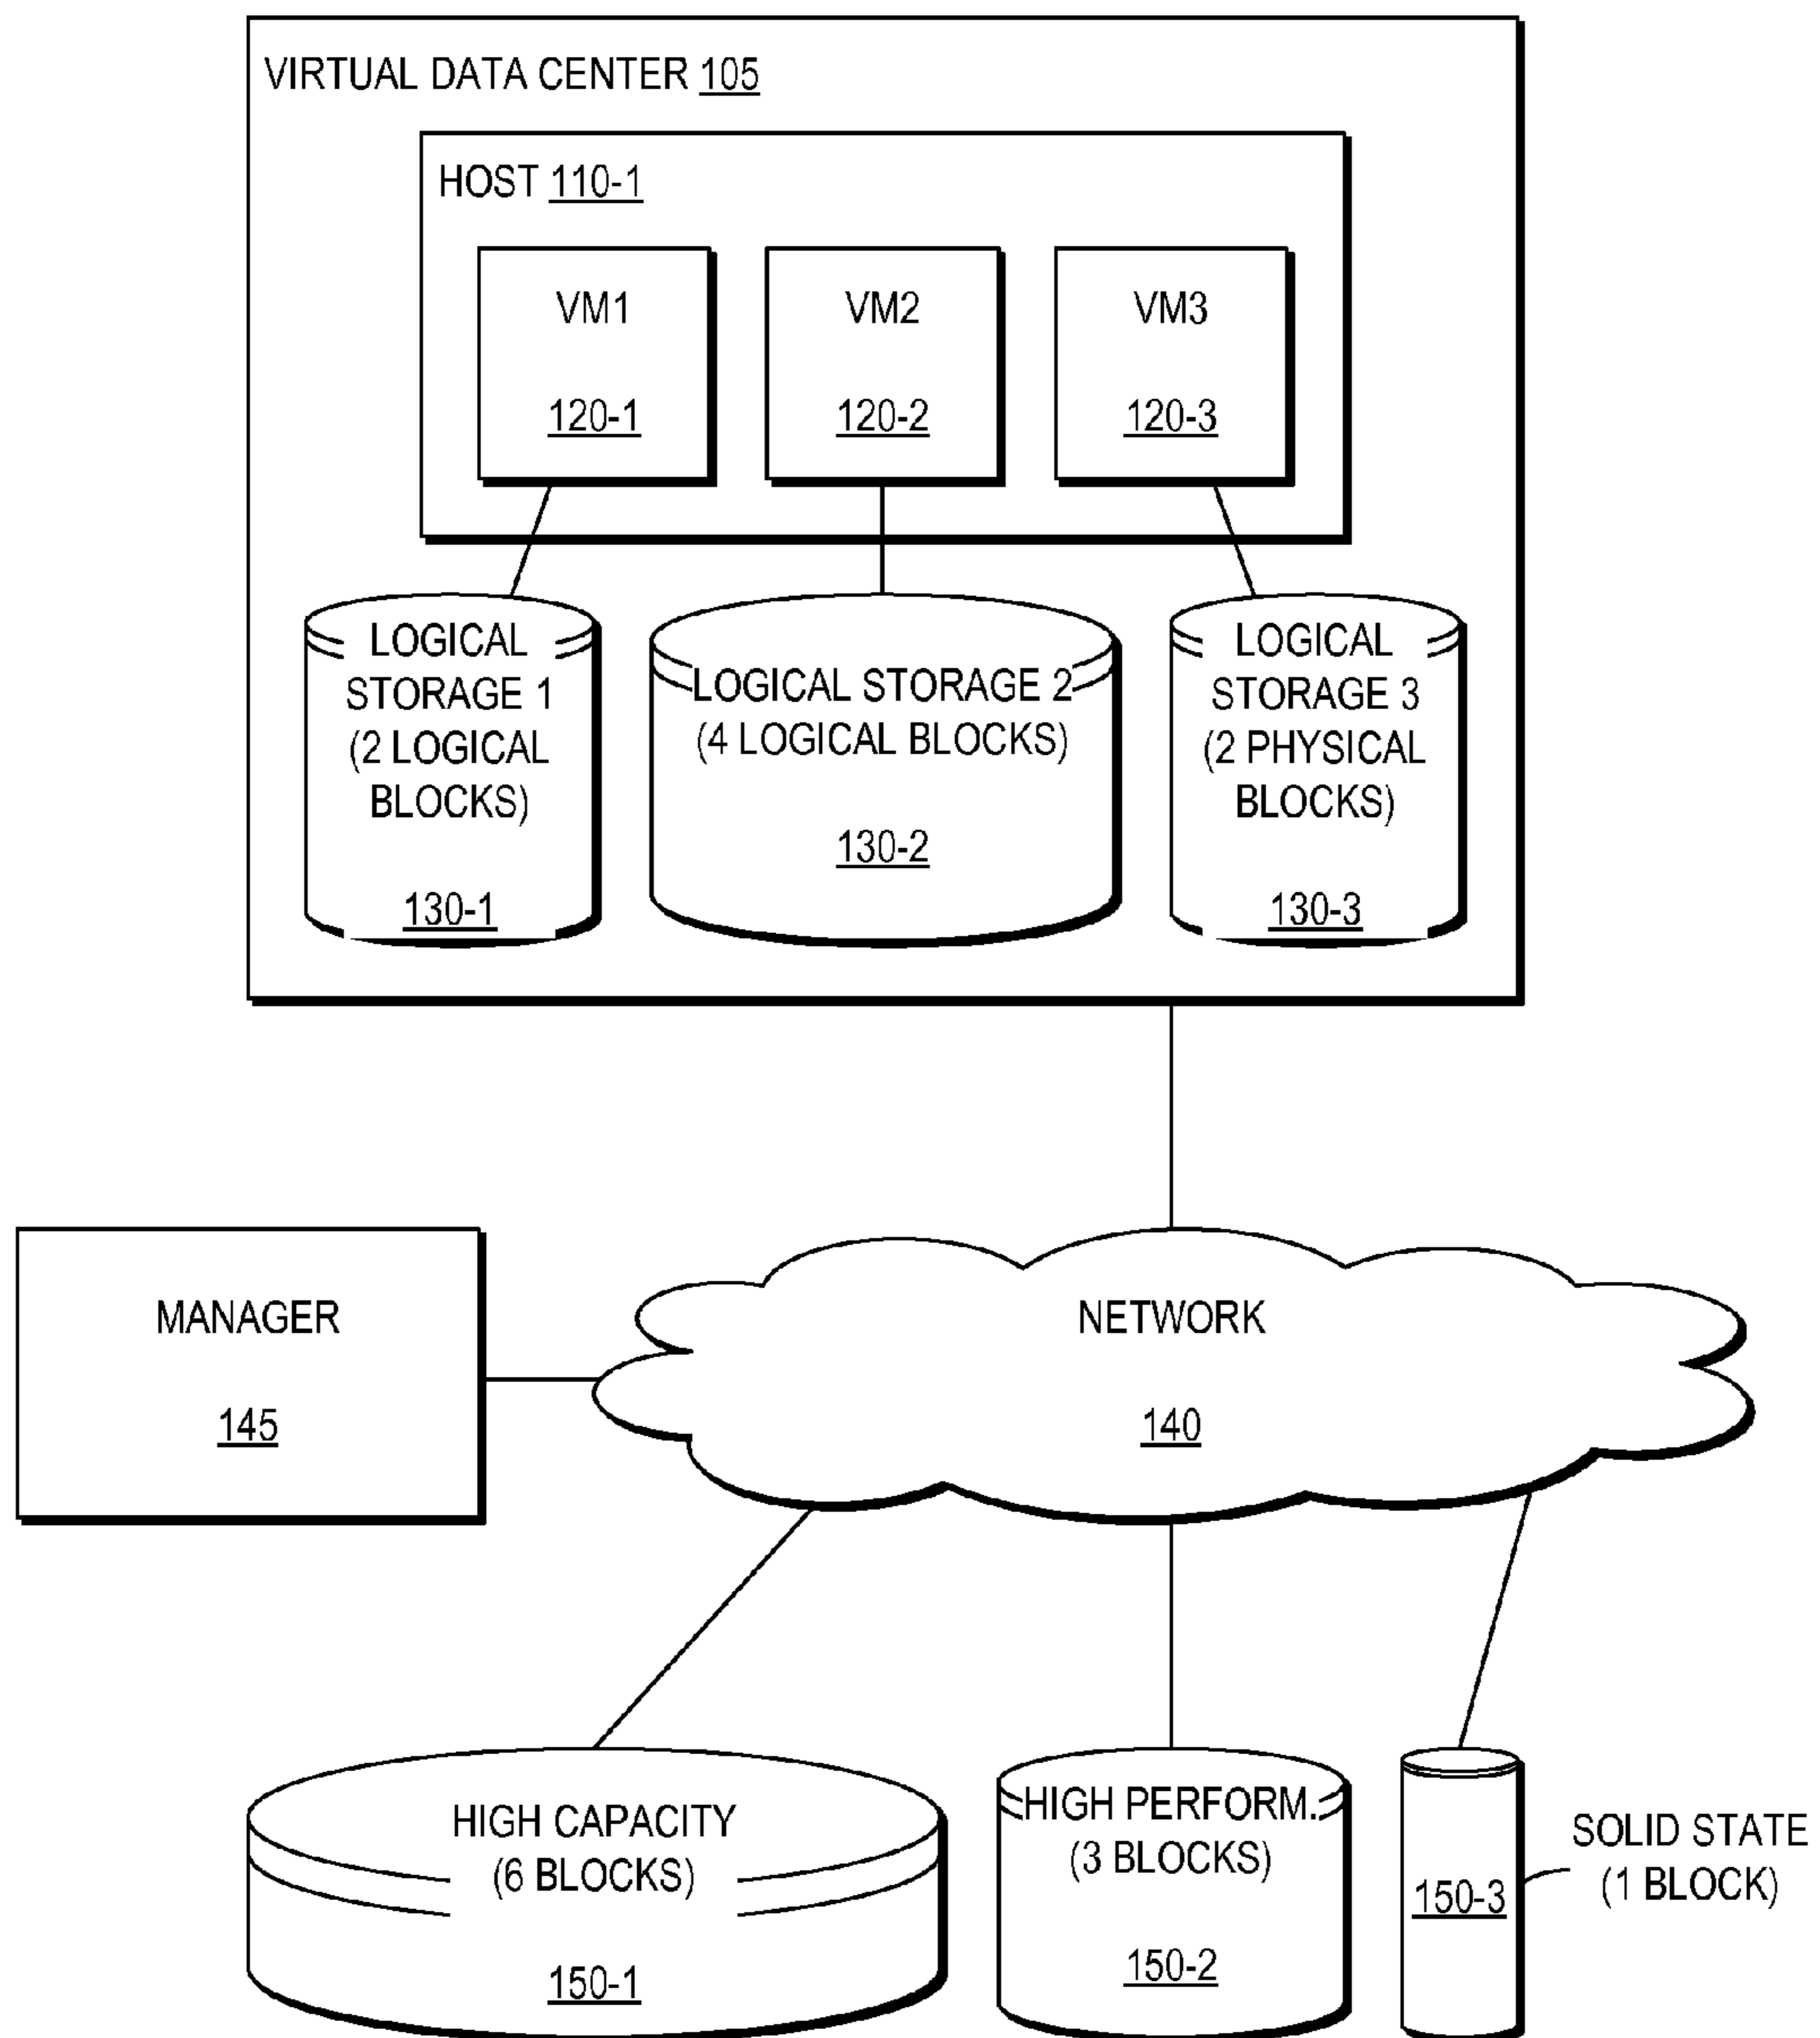 VIRTUAL DATA CENTER 105
HOST 110-1
VM1
120-1
VM2
120-2
VM3
120-3
LOGICAL
STORAGE 1
(2 LOGICAL
BLOCKS)
130-1
LOGICAL STORAGE 2
(4 LOGICAL BLOCKS)
130-2
LOGICAL
STORAGE 3
(2 PHYSICAL
BLOCKS)
130-3
MANAGER
145
NETWORK
140
HIGH CAPACITY
(6 BLOCKS)
150-1
HIGH PERFORM.
(3 BLOCKS)
150-2
150-3
SOLID STATE
(1 BLOCK)